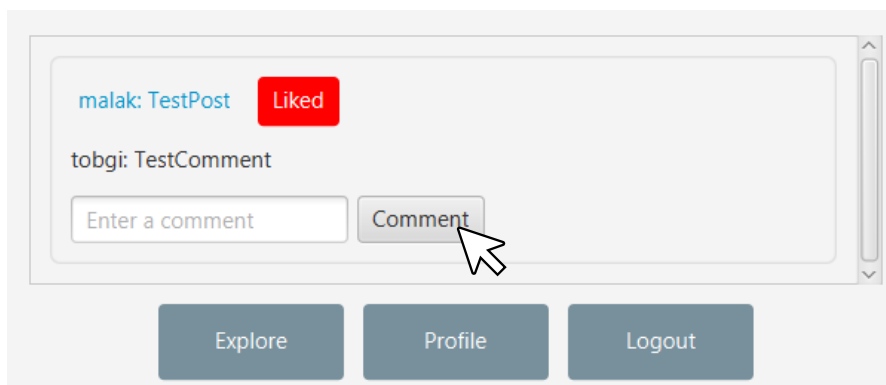 malak: TestPost Liked
tobgi: TestComment
Enter a comment Comment
Explore Profile Logout